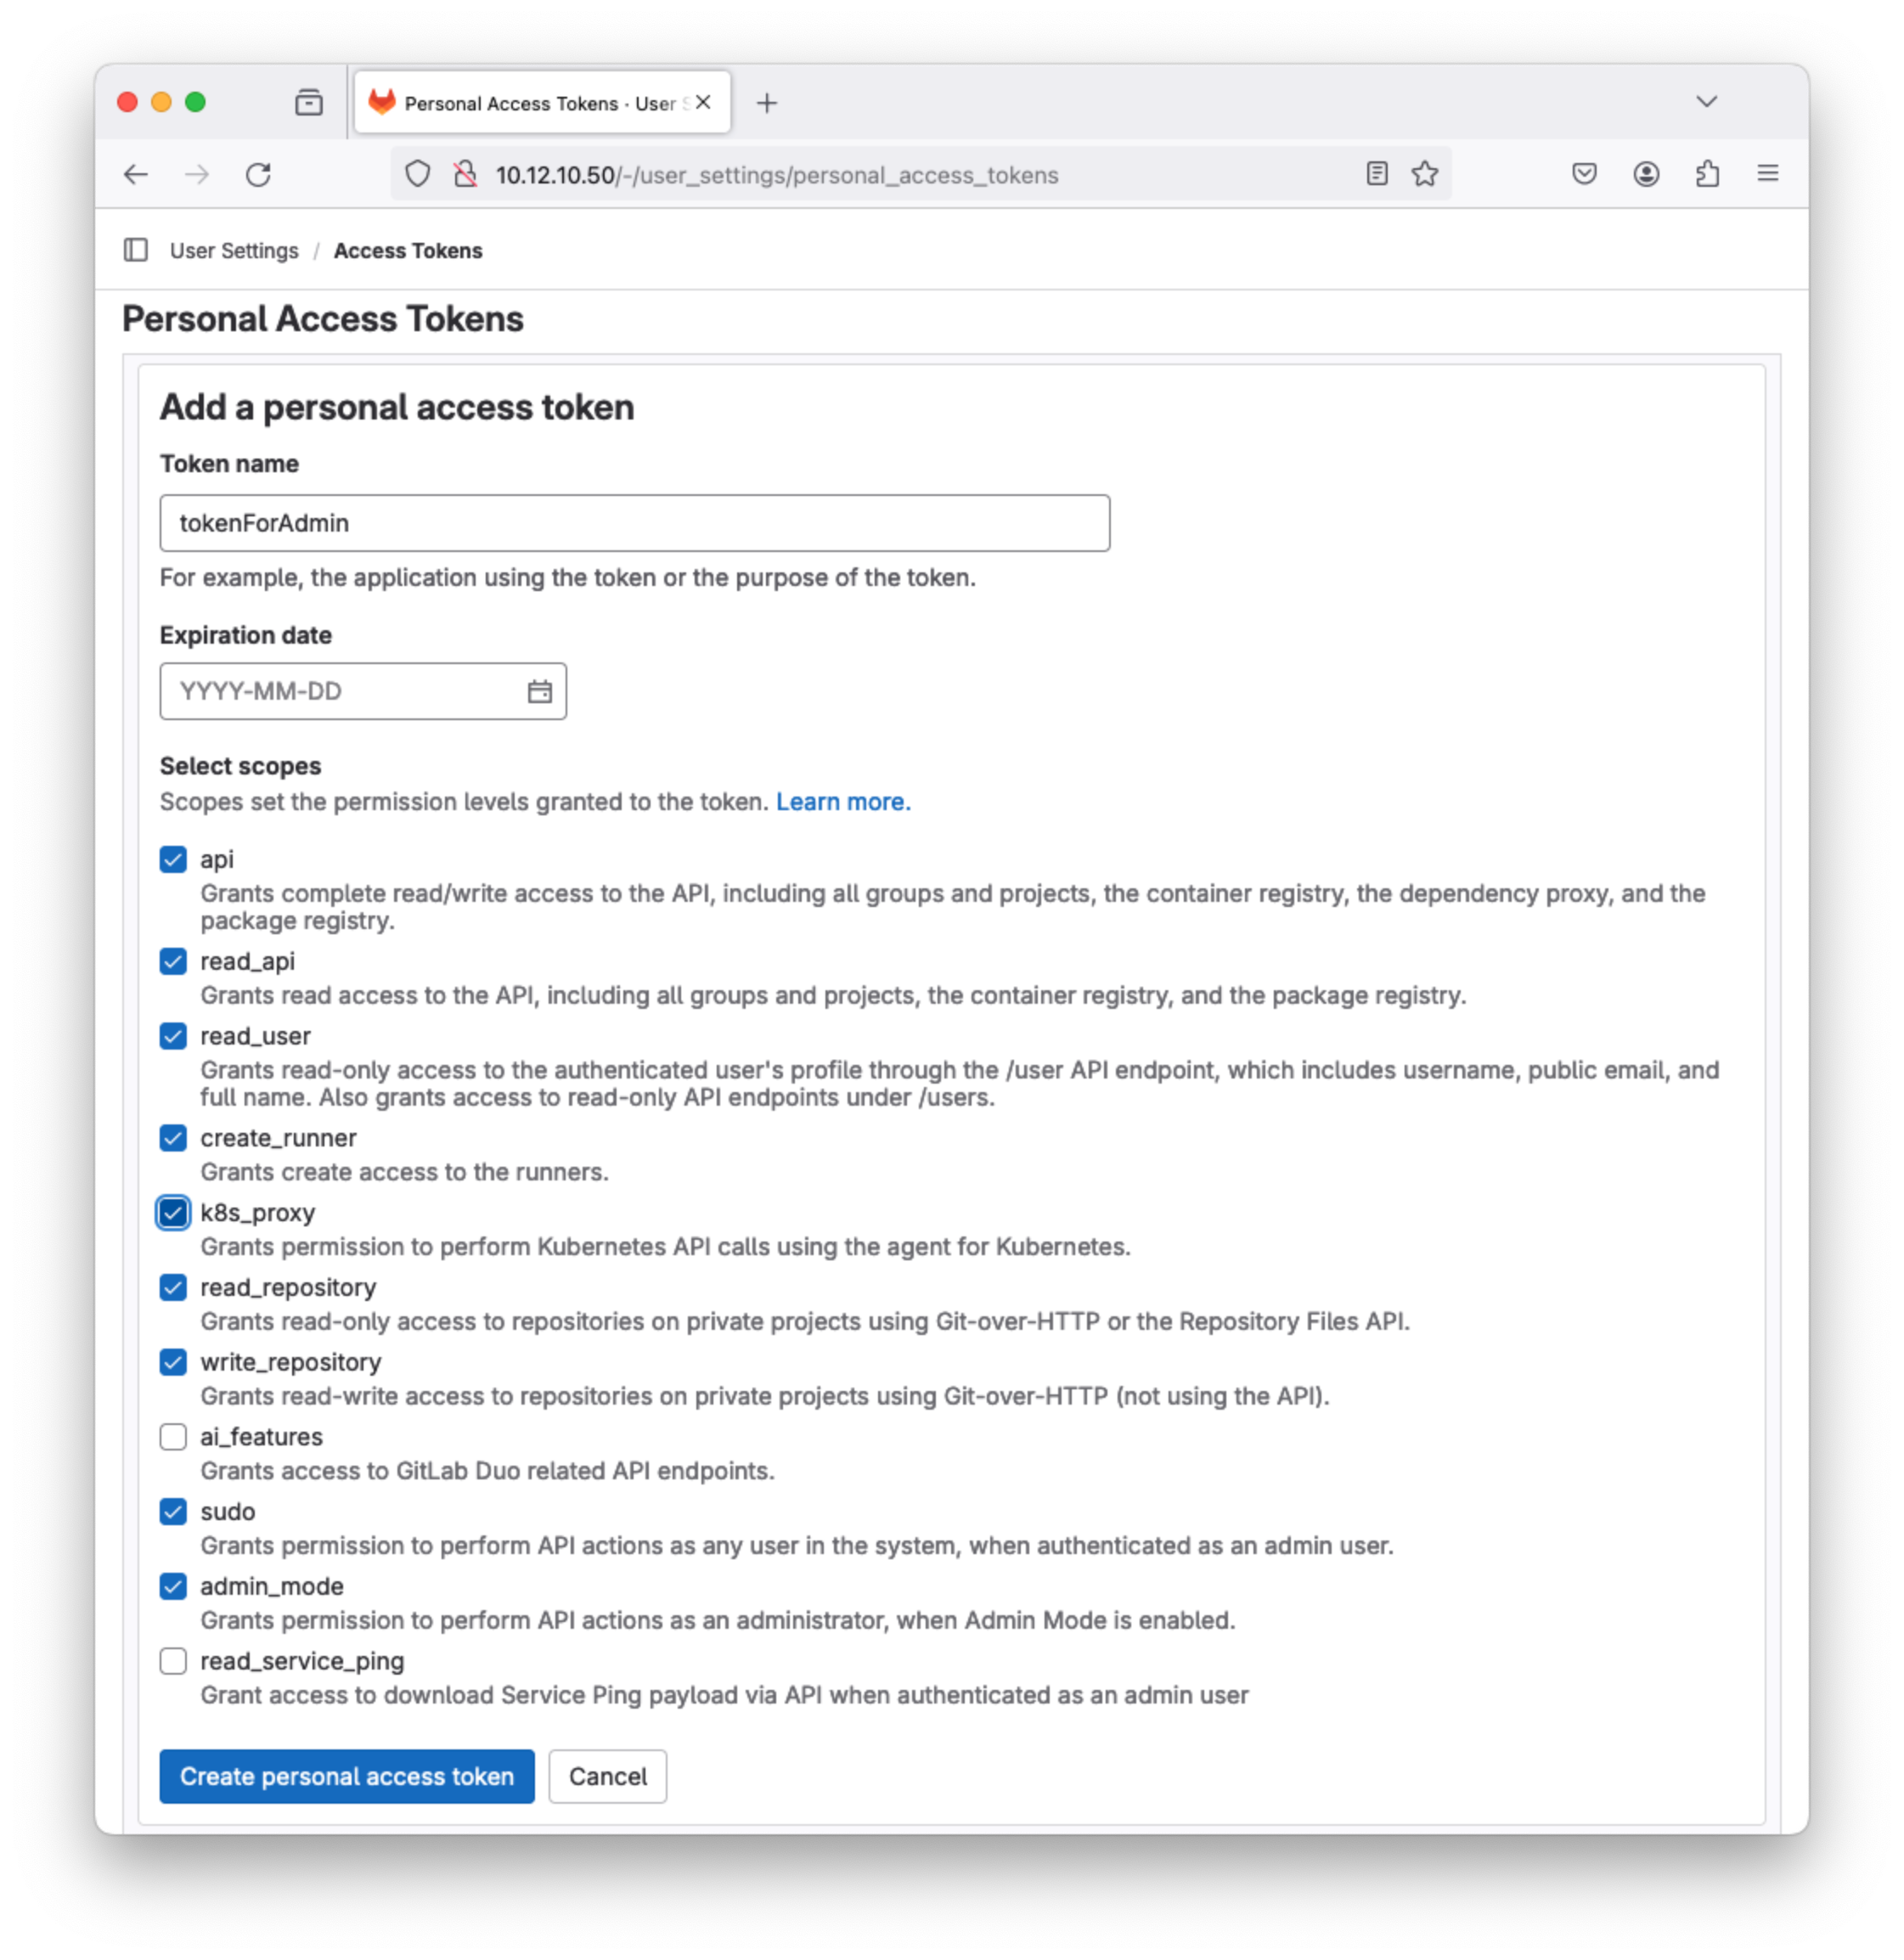 Personal Access Tokens · User S
10.12.10.50/-/user_settings/personal_access_tokens
User Settings / Access Tokens
Personal Access Tokens
Add a personal access token
Token name
tokenForAdmin
For example, the application using the token or the purpose of the token.
Expiration date
YYYY-MM-DD
Select scopes
Scopes set the permission levels granted to the token. Learn more.
api
Grants complete read/write access to the API, including all groups and projects, the container registry, the dependency proxy, and the
package registry.
read_api
Grants read access to the API, including all groups and projects, the container registry, and the package registry.
read_user
Grants read-only access to the authenticated user's profile through the /user API endpoint, which includes username, public email, and
full name. Also grants access to read-only API endpoints under /users.
create_runner
Grants create access to the runners.
k8s_proxy
Grants permission to perform Kubernetes API calls using the agent for Kubernetes.
read_repository
Grants read-only access to repositories on private projects using Git-over-HTTP or the Repository Files API.
write_repository
Grants read-write access to repositories on private projects using Git-over-HTTP (not using the API).
ai_features
Grants access to GitLab Duo related API endpoints.
sudo
Grants permission to perform API actions as any user in the system, when authenticated as an admin user.
admin_mode
Grants permission to perform API actions as an administrator, when Admin Mode is enabled.
read_service_ping
Grant access to download Service Ping payload via API when authenticated as an admin user
Create personal access token
Cancel